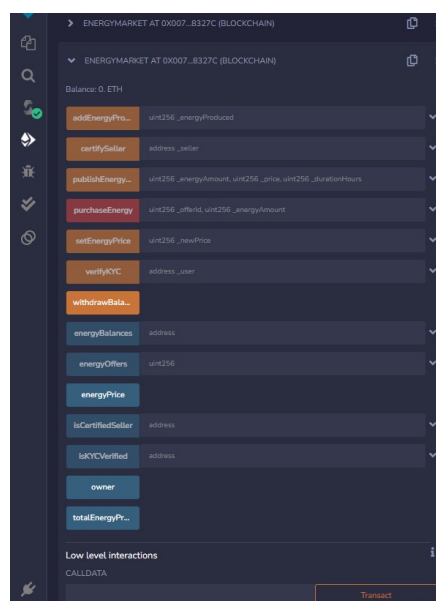 ENERGYMARKET AT 0X007...8327C (BLOCKCHAIN)
ENERGYMARKET AT 0X007...8327C (BLOCKCHAIN)
Balance: 0. ETH
addEnergyPro... uint256 _energyProduced
certifySeller address _seller
publishEnergy... uint256 _energyAmount, uint256 _price, uint256 _durationHours
purchaseEnergy uint256 _offerId, uint256 _energyAmount
setEnergyPrice uint256 _newPrice
verifyKYC address _user
withdrawBala...
energyBalances address
energyOffers uint256
energyPrice
isCertifiedSeller address
isKYCVerified address
owner
totalEnergyPr...
Low level interactions
CALLDATA
Transact